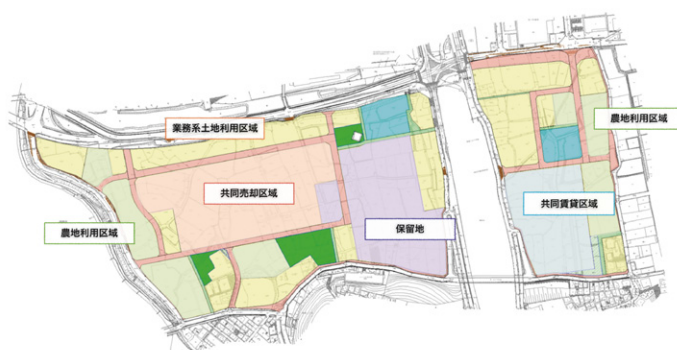 業務系土地利用区域
農地利用区域
共同売却区域
共同賃貸区域
農地利用区域
保留地